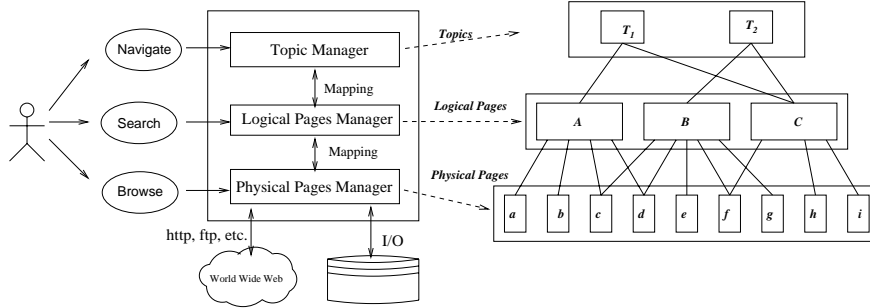 Navigate
Search
Browse
Topic Manager
Mapping
Logical Pages Manager
Mapping
Physical Pages Manager
http, ftp, etc.
I/O
World Wide Web
Topics
Logical Pages
Physical Pages
T1 T2
A B C
a b c d e f g h i